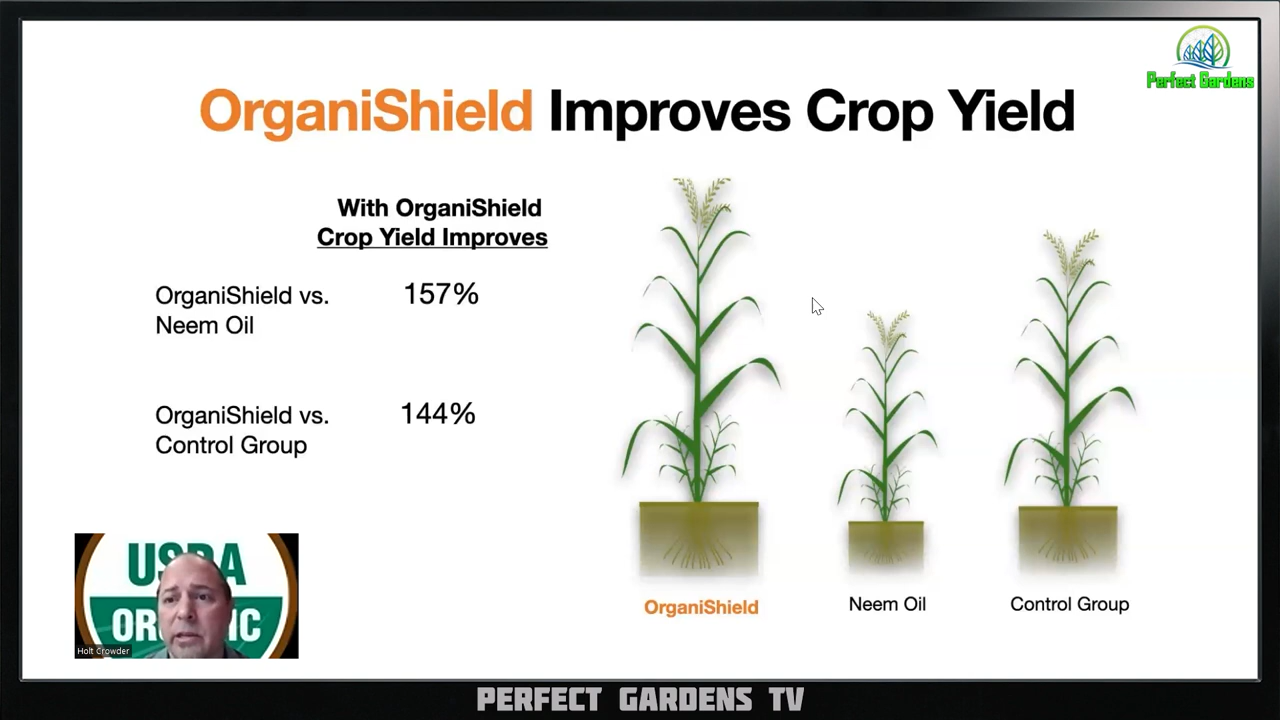 Perfect Gardens
OrganiShield Improves Crop Yield
With OrganiShield
Crop Yield Improves
OrganiShield vs.
Neem Oil
157%
OrganiShield vs.
Control Group
144%
OrganiShield
Neem Oil
Control Group
USDA
ORGANIC
Holt Crowder
PERFECT GARDENS TV